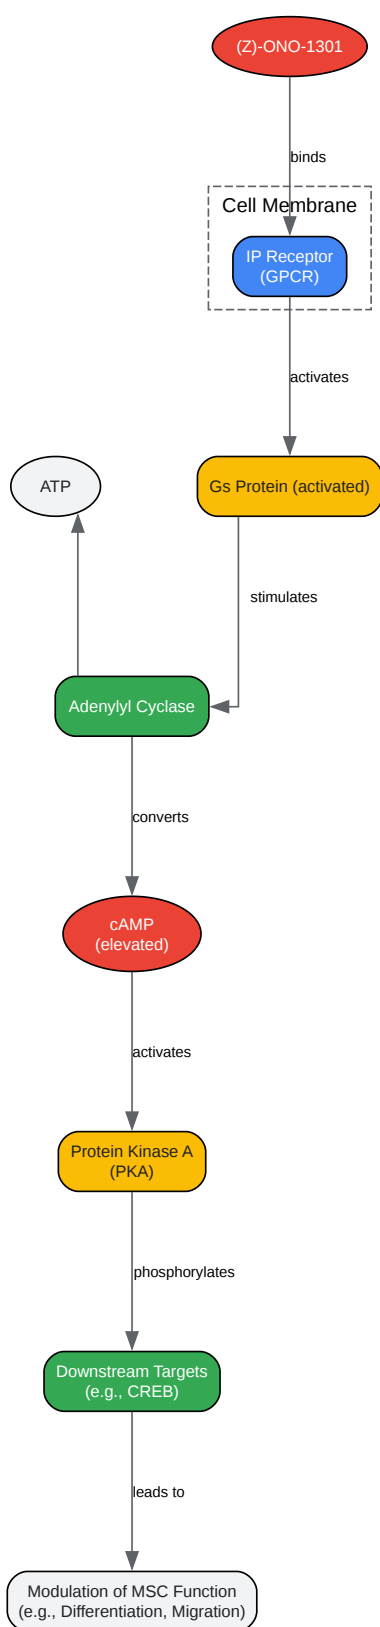 (Z)-ONO-1301
binds
Cell Membrane
IP Receptor
(GPCR)
activates
ATP
Gs Protein (activated)
stimulates
Adenylyl Cyclase
converts
cAMP
(elevated)
activates
Protein Kinase A
(PKA)
phosphorylates
Downstream Targets
(e.g., CREB)
leads to
Modulation of MSC Function
(e.g., Differentiation, Migration)